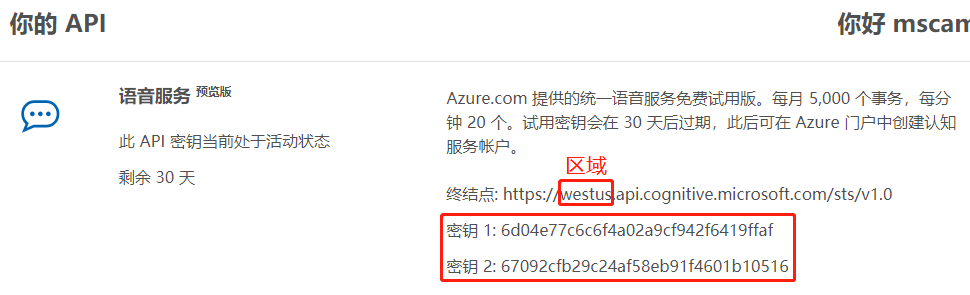 你的 API
你好 mscam
语音服务 预览版
此 API 密钥当前处于活动状态
剩余 30 天
Azure.com 提供的统一语音服务免费试用版。每月 5,000 个事务，每分
钟 20 个。试用密钥会在 30 天后过期，此后可在 Azure 门户中创建认知
服务帐户。
区域
终结点: https://westus.api.cognitive.microsoft.com/sts/v1.0
密钥 1: 6d04e77c6c6f4a02a9cf942f6419ffaf
密钥 2: 67092cfb29c24af58eb91f4601b10516